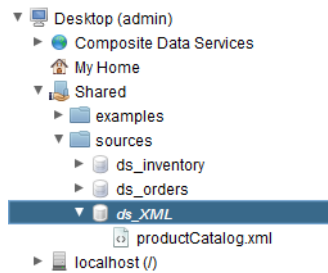 Desktop (admin)
Composite Data Services
My Home
Shared
examples
sources
ds_inventory
ds_orders
ds_XML
productCatalog.xml
localhost (/)